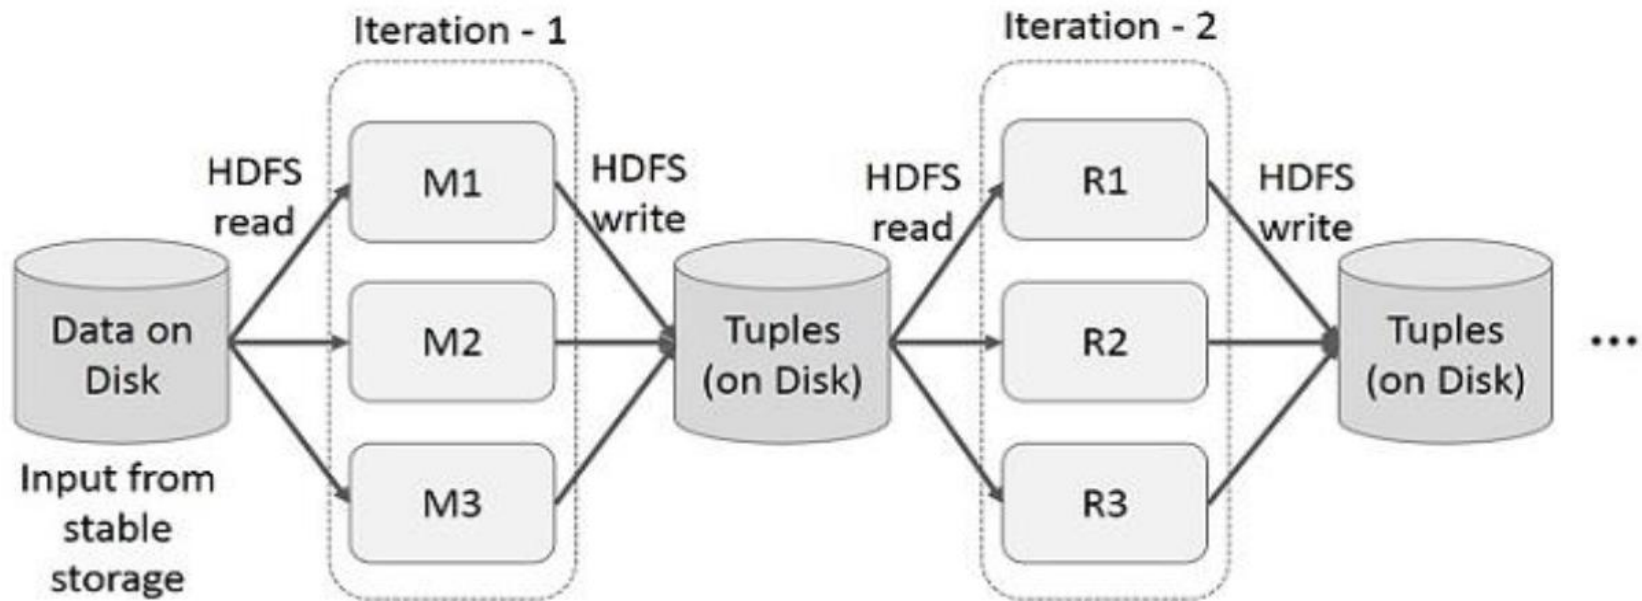 Iteration - 1
Iteration - 2
HDFS
read
M1
HDFS
write
HDFS
read
R1
HDFS
write
Data on
Disk
M2
Tuples
(on Disk)
R2
Tuples
(on Disk)
...
Input from
stable
storage
M3
R3